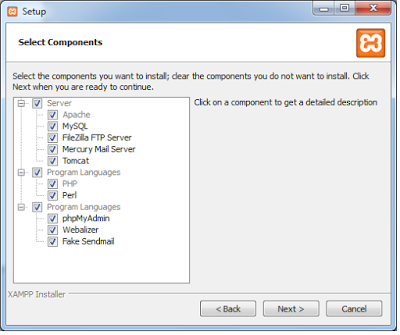 Setup
Select Components
Select the components you want to install; clear the components you do not want to install. Click
Next when you are ready to continue.
Server
Apache
MySQL
FileZilla FTP Server
Mercury Mail Server
Tomcat
Program Languages
PHP
Perl
Program Languages
phpMyAdmin
Webalizer
Fake Sendmail
Click on a component to get a detailed description
XAMPP Installer
< Back
Next >
Cancel